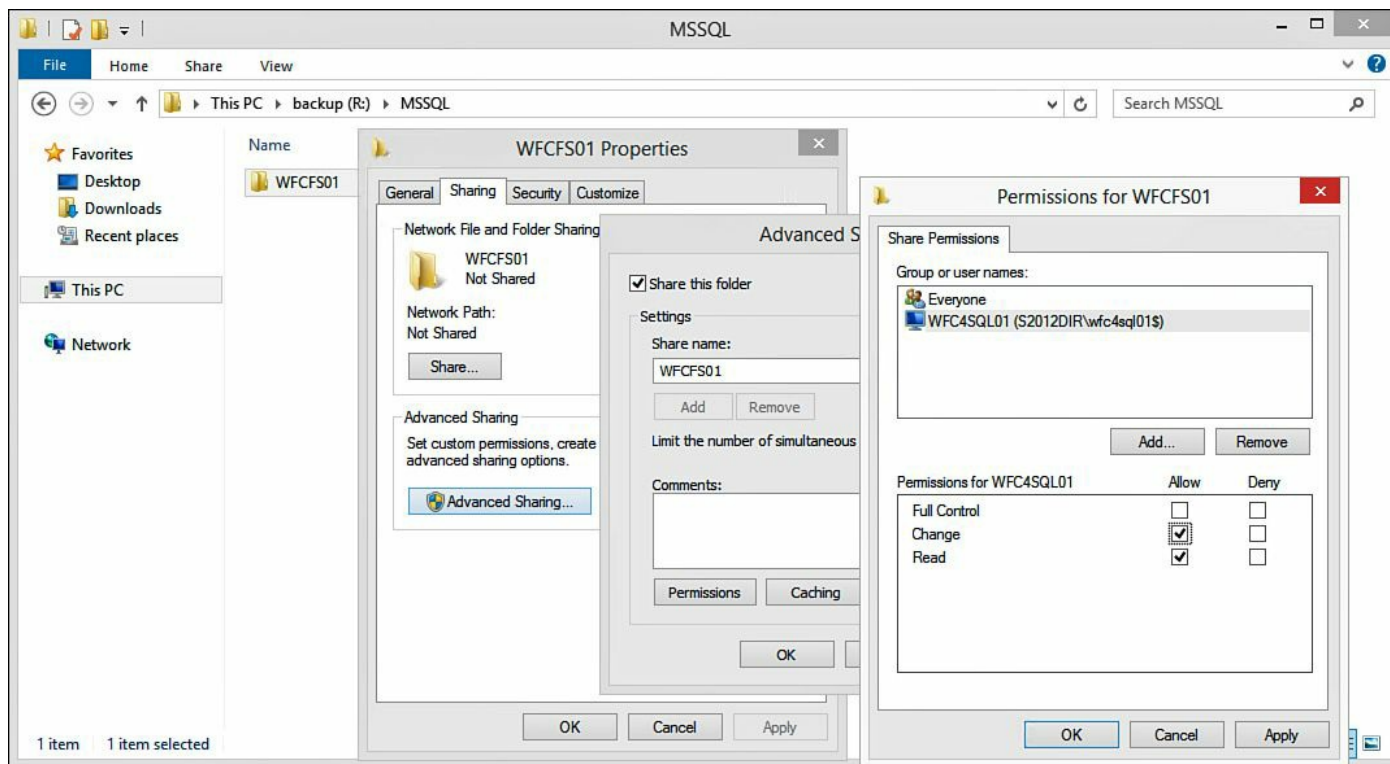 MSSQL
File Home Share View
This PC backup (R:) MSSQL
Search MSSQL
Favorites
Desktop
Downloads
Recent places
This PC
Network
Name
WFCFS01
1 item 1 item selected
WFCFS01 Properties
General Sharing Security Customize
Network File and Folder Sharing
WFCFS01
Not Shared
Network Path:
Not Shared
Share...
Advanced Sharing
Set custom permissions, create
advanced sharing options.
Advanced Sharing...
OK Cancel Apply
Advanced S
Share this folder
Settings
Share name:
WFCFS01
Add Remove
Limit the number of simultaneous
Comments:
Permissions Caching
OK
Permissions for WFCFS01
Share Permissions
Group or user names:
Everyone
WFC4SQL01 (S2012DIR\wfc4sql01$)
Add... Remove
Permissions for WFC4SQL01 Allow Deny
Full Control
Change
Read
OK Cancel Apply